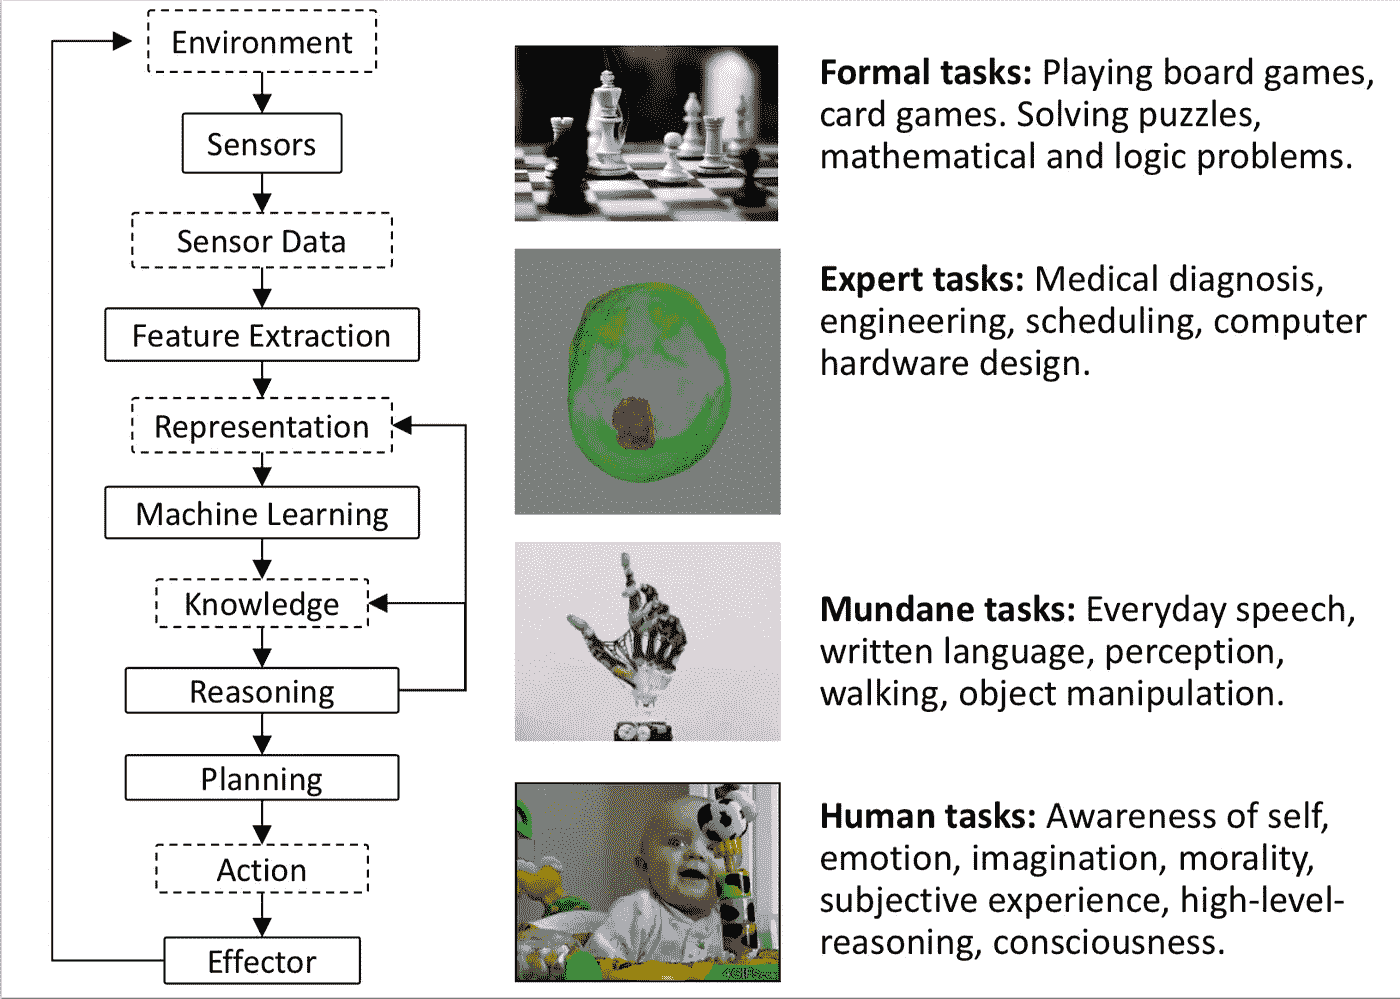 Environment
Sensors
Sensor Data
Feature Extraction
Representation
Machine Learning
Knowledge
Reasoning
Planning
Action
Effector
Formal tasks: Playing board games,
card games. Solving puzzles,
mathematical and logic problems.
Expert tasks: Medical diagnosis,
engineering, scheduling, computer
hardware design.
Mundane tasks: Everyday speech,
written language, perception,
walking, object manipulation.
Human tasks: Awareness of self,
emotion, imagination, morality,
subjective experience, high-level-
reasoning, consciousness.